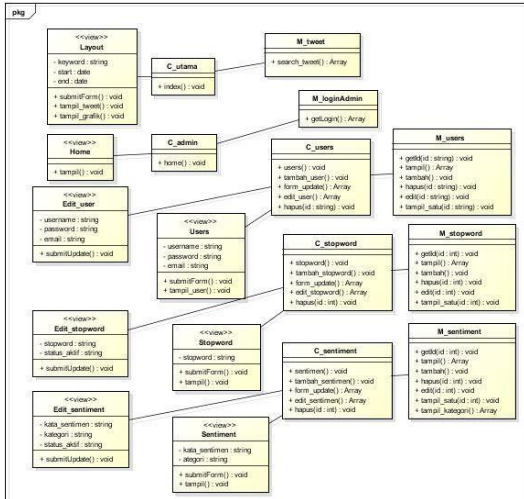 pkg
<<view>>
Layout
- keyword : string
- start : date
- end : date
+ submitForm() : void
+ tampil_tweet() : void
+ tampil_grafik() : void
C_utama
+ index() : void
M_tweet
+ search_tweet() : Array
M_loginAdmin
+ getLogin() : Array
<<view>>
Home
+ tampil() : void
C_admin
+ home() : void
C_users
+ users() : void
+ tambah_user() : void
+ form_update() : Array
+ edit_user() : Array
+ hapus(id : string) : void
M_users
+ getId(id : string) : void
+ tampil() : Array
+ tambah() : void
+ hapus(id : string) : void
+ edit(id : string) : void
+ tampil_satu(id : string) : void
<<view>>
Edit_user
- username : string
- password : string
- email : string
+ submitUpdate() : void
<<view>>
Users
- username : string
- password : string
- email : string
+ submitForm() : void
+ tampil_user() : void
C_stopword
+ stopword() : void
+ tambah_stopword() : void
+ form_update() : Array
+ edit_stopword() : Array
+ hapus(id : int) : void
M_stopword
+ getId(id : int) : void
+ tampil() : Array
+ tambah() : void
+ hapus(id : int) : void
+ edit(id : int) : void
+ tampil_satu(id : int) : void
<<view>>
Edit_stopword
- stopword : string
- status_aktif : string
+ submitUpdate() : void
<<view>>
Stopword
- stopword : string
+ submitForm() : void
+ tampil() : void
C_sentiment
+ sentimen() : void
+ tambah_sentimen() : void
+ form_update() : Array
+ edit_sentimen() : Array
+ hapus(id : int) : void
M_sentiment
+ getId(id : int) : void
+ tampil() : Array
+ tambah() : void
+ hapus(id : int) : void
+ edit(id : int) : void
+ tampil_satu(id : int) : void
+ tampil_kategori() : Array
<<view>>
Edit_sentiment
- kata_sentimen : string
- kategori : string
- status_aktif : string
+ submitUpdate() : void
<<view>>
Sentiment
- kata_sentimen : string
- ategori : string
+ submitForm() : void
+ tampil() : void